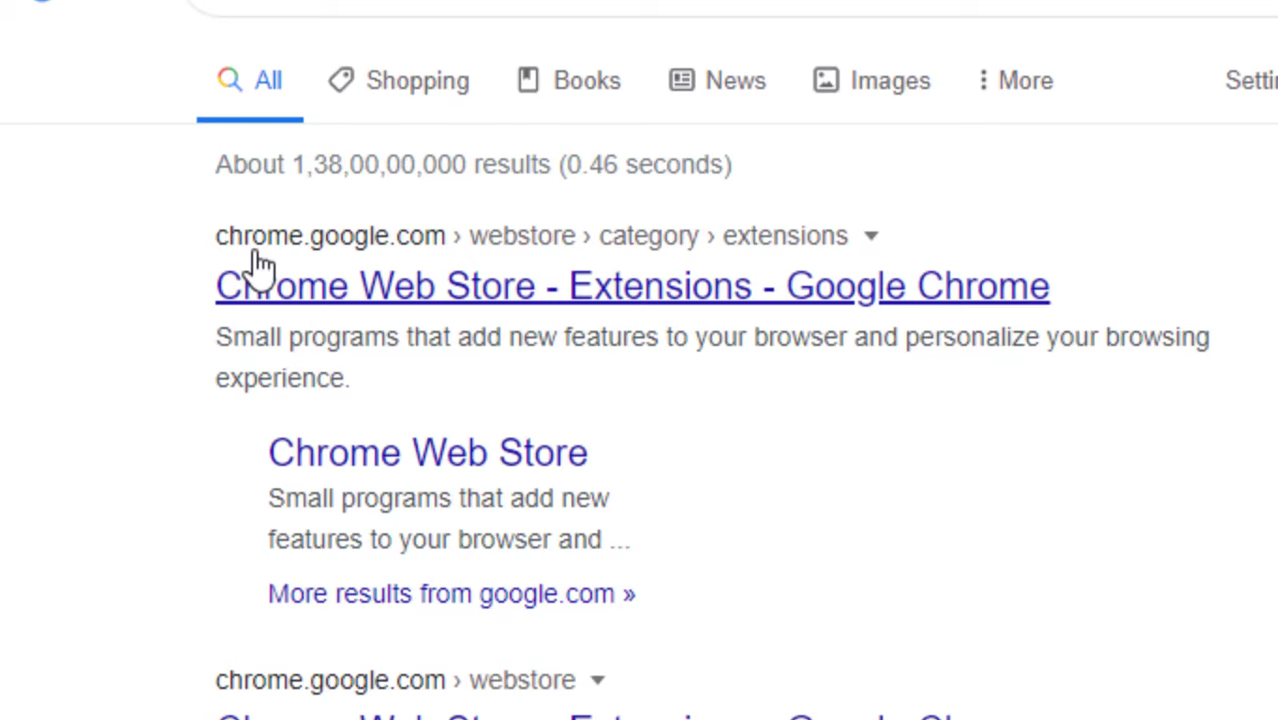 All Shopping Books News Images More
About 1,38,00,00,000 results (0.46 seconds)
chrome.google.com › webstore › category › extensions
Chrome Web Store - Extensions - Google Chrome
Small programs that add new features to your browser and personalize your browsing
experience.
Chrome Web Store
Small programs that add new
features to your browser and ...
More results from google.com »
chrome.google.com › webstore